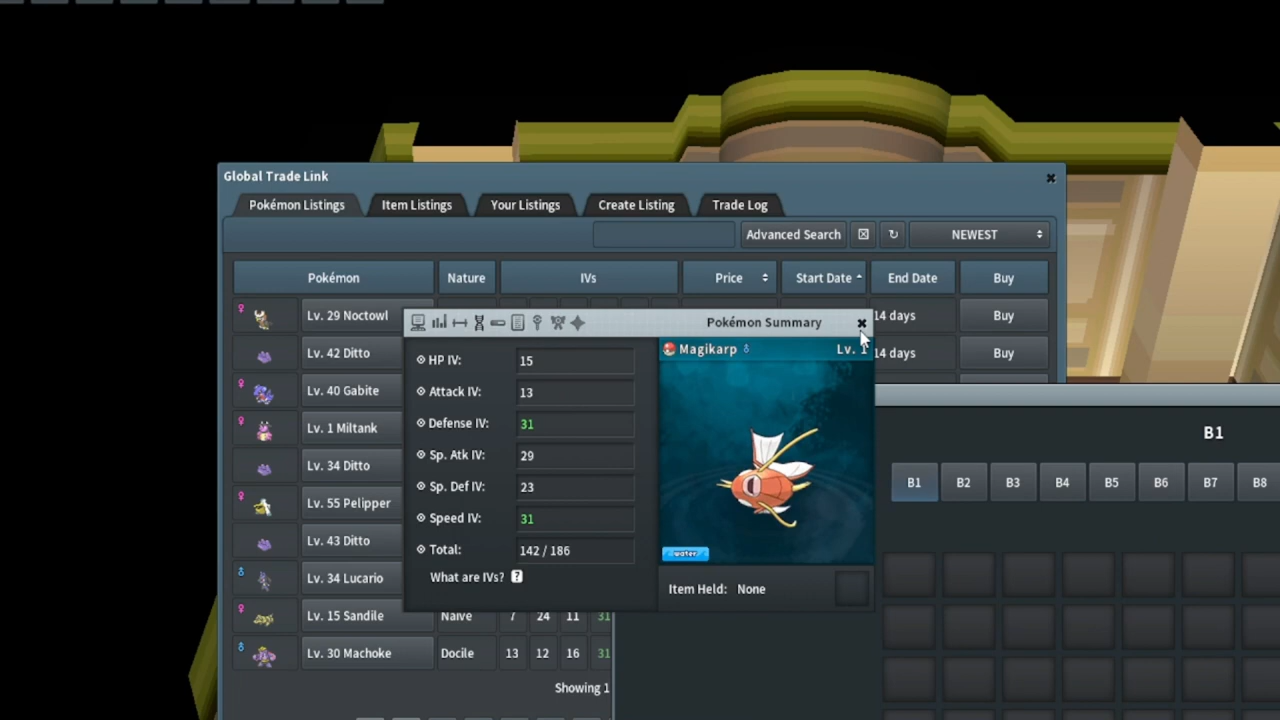 Global Trade Link
Pokémon Listings
Item Listings
Your Listings
Create Listing
Trade Log
Advanced Search
NEWEST
Pokémon
Nature
IVs
Price
Start Date
End Date
Buy
Lv. 29 Noctowl
14 days
Buy
Lv. 42 Ditto
14 days
Buy
Lv. 40 Gabite
Lv. 1 Miltank
Lv. 34 Ditto
Lv. 55 Pelipper
Lv. 43 Ditto
Lv. 34 Lucario
Lv. 15 Sandile
Naive
7
24
11
31
Lv. 30 Machoke
Docile
13
12
16
31
Showing 1
Pokémon Summary
HP IV:
15
Attack IV:
13
Defense IV:
31
Sp. Atk IV:
29
Sp. Def IV:
23
Speed IV:
31
Total:
142 / 186
What are IVs? ?
Magikarp
Lv. 1
water
Item Held: None
B1
B1
B2
B3
B4
B5
B6
B7
B8